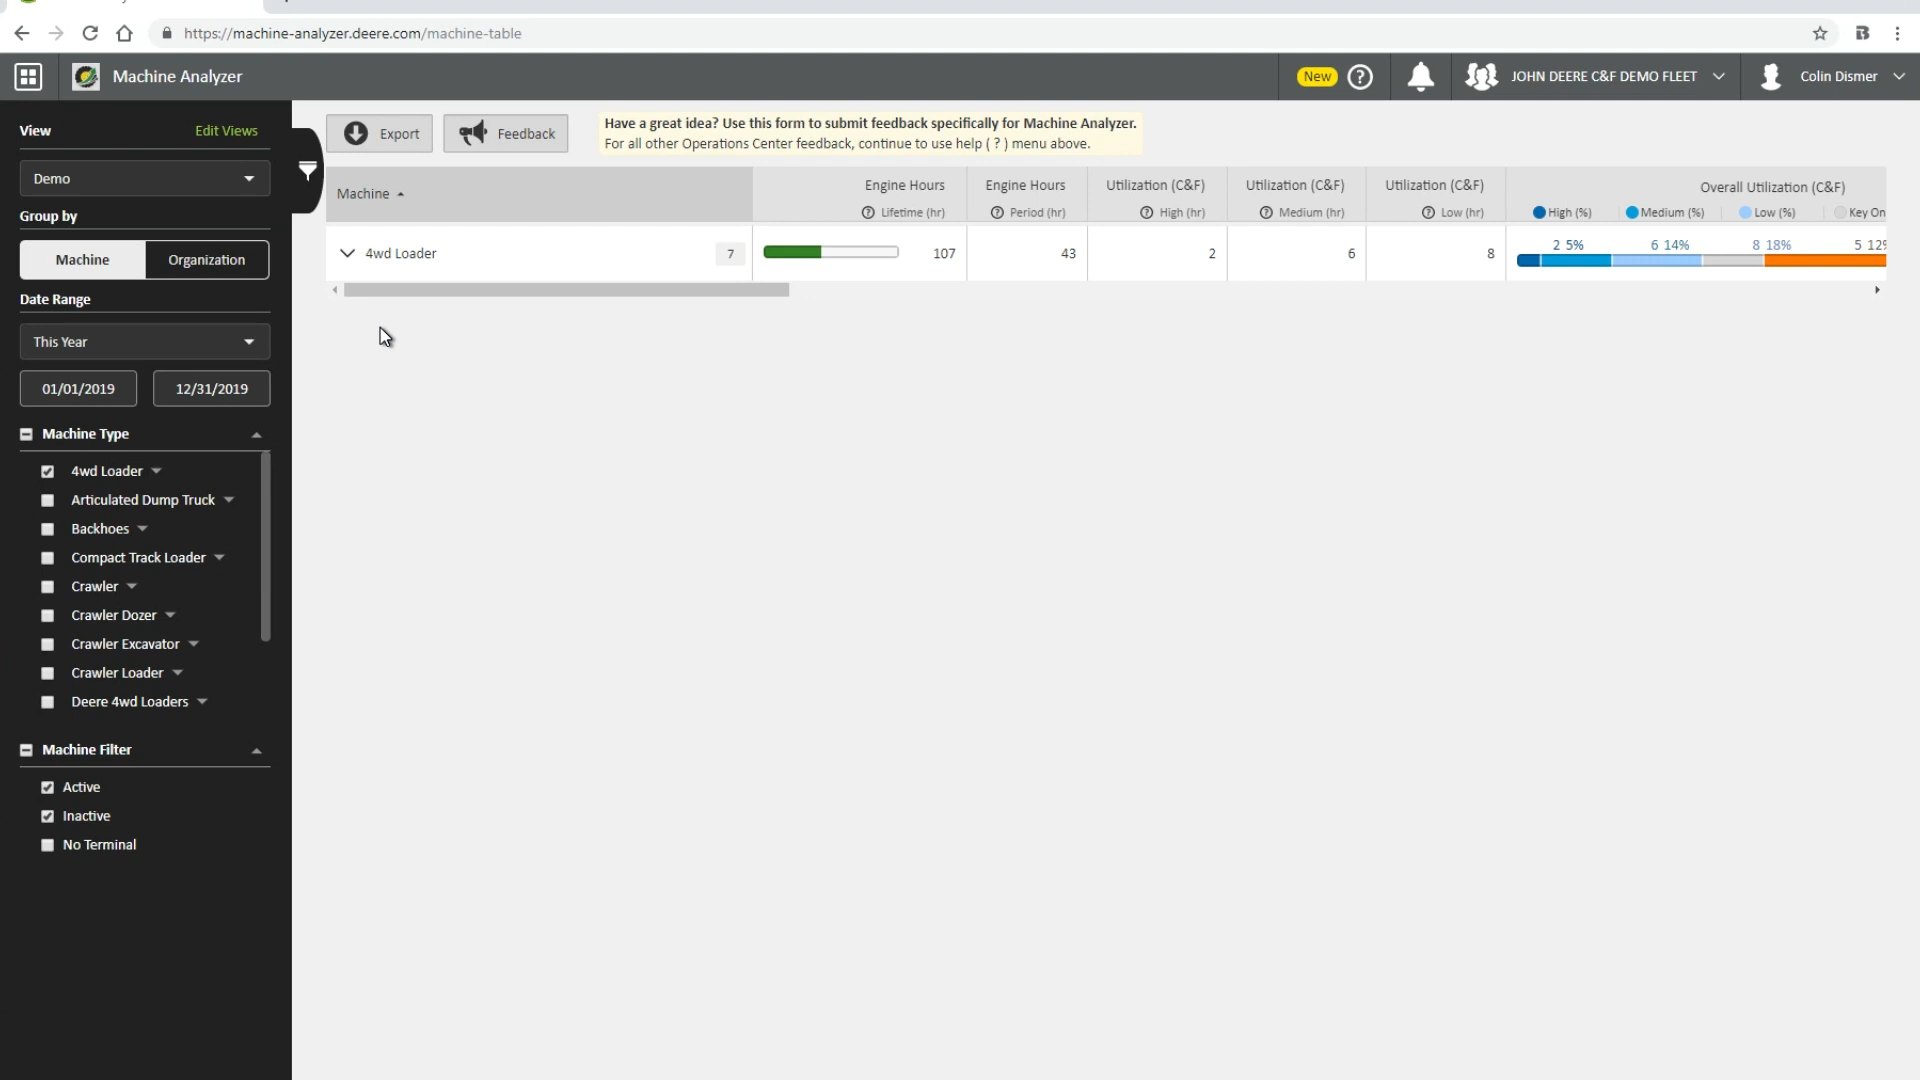 https://machine-analyzer.deere.com/machine-table
Machine Analyzer
New
JOHN DEERE C&F DEMO FLEET
Colin Dismer
View
Edit Views
Demo
Group by
Machine
Organization
Date Range
This Year
01/01/2019
12/31/2019
Machine Type
4wd Loader
Articulated Dump Truck
Backhoes
Compact Track Loader
Crawler
Crawler Dozer
Crawler Excavator
Crawler Loader
Deere 4wd Loaders
Machine Filter
Active
Inactive
No Terminal
Export
Feedback
Have a great idea? Use this form to submit feedback specifically for Machine Analyzer.
For all other Operations Center feedback, continue to use help ( ? ) menu above.
Machine
Engine Hours
Lifetime (hr)
Engine Hours
Period (hr)
Utilization (C&F)
High (hr)
Utilization (C&F)
Medium (hr)
Utilization (C&F)
Low (hr)
Overall Utilization (C&F)
High (%) Medium (%) Low (%) Key On
4wd Loader 7 107 43 2 6 8
2 5% 6 14% 8 18% 5 12%